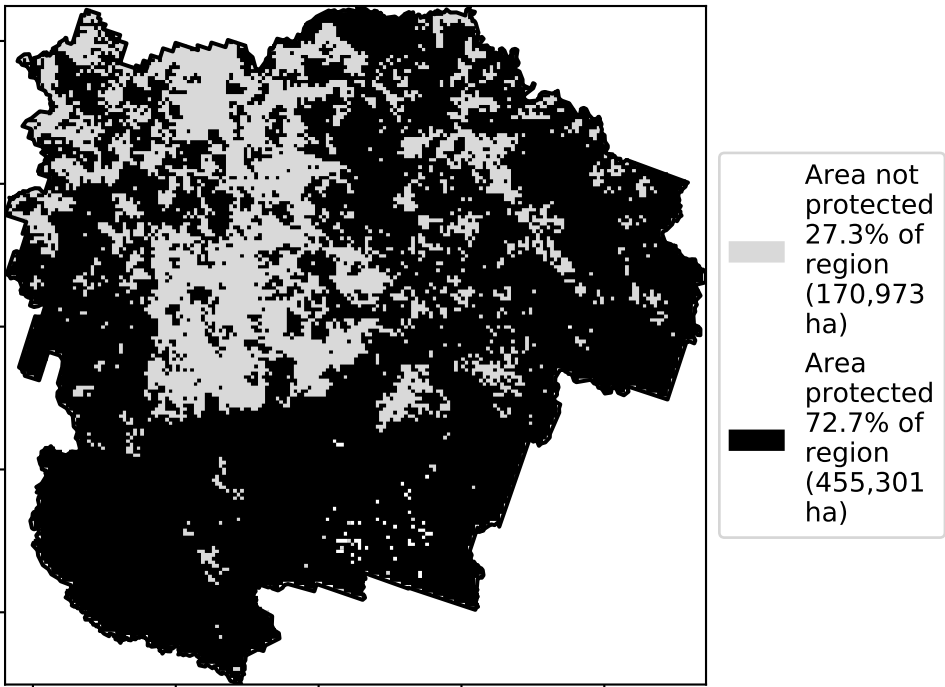 Area not
protected
27.3% of
region
(170,973
ha)
Area
protected
72.7% of
region
(455,301
ha)